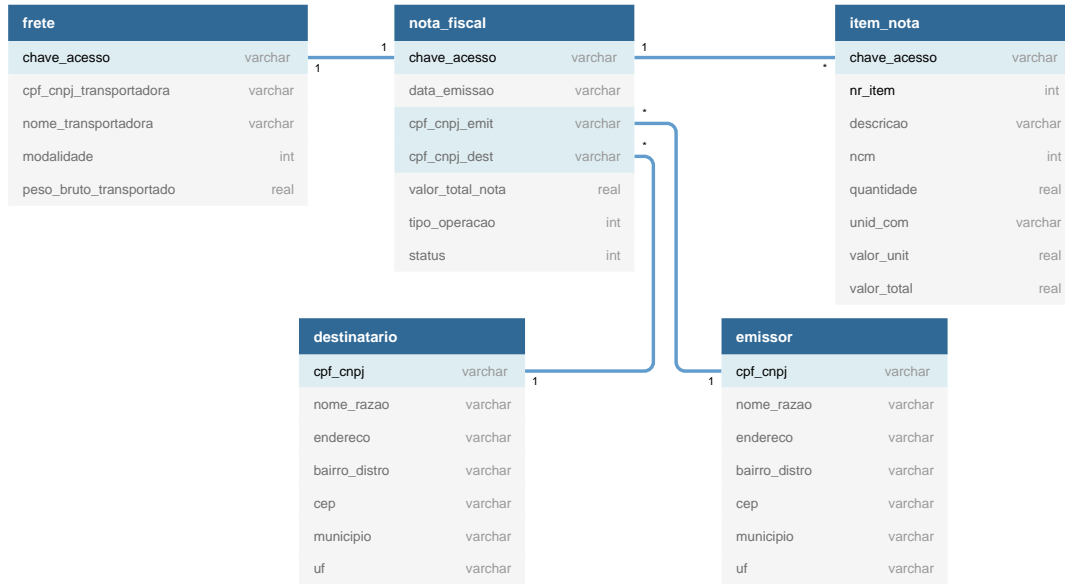 frete
chave_acesso varchar
cpf_cnpj_transportadora varchar
nome_transportadora varchar
modalidade int
peso_bruto_transportado real
1
1
nota_fiscal
chave_acesso varchar
data_emissao varchar
cpf_cnpj_emit varchar
cpf_cnpj_dest varchar
valor_total_nota real
tipo_operacao int
status int
1
*
*
*
item_nota
chave_acesso varchar
nr_item int
descricao varchar
ncm int
quantidade real
unid_com varchar
valor_unit real
valor_total real
destinatario
cpf_cnpj varchar
nome_razao varchar
endereco varchar
bairro_distro varchar
cep varchar
municipio varchar
uf varchar
1
1
emissor
cpf_cnpj varchar
nome_razao varchar
endereco varchar
bairro_distro varchar
cep varchar
municipio varchar
uf varchar